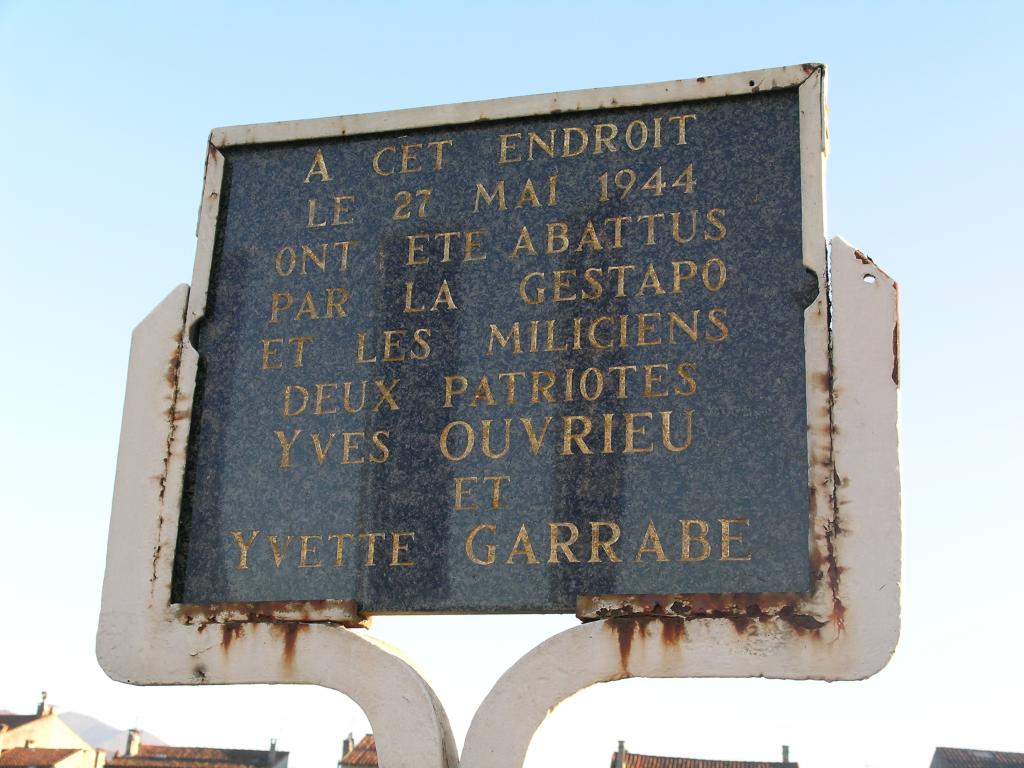 A CET ENDROIT
LE 27 MAI 1944
ONT ETE ABATTUS
PAR LA GESTAPO
ET LES MILICIENS
DEUX PATRIOTES
YVES OUVRIEU
ET
YVETTE GARRABE